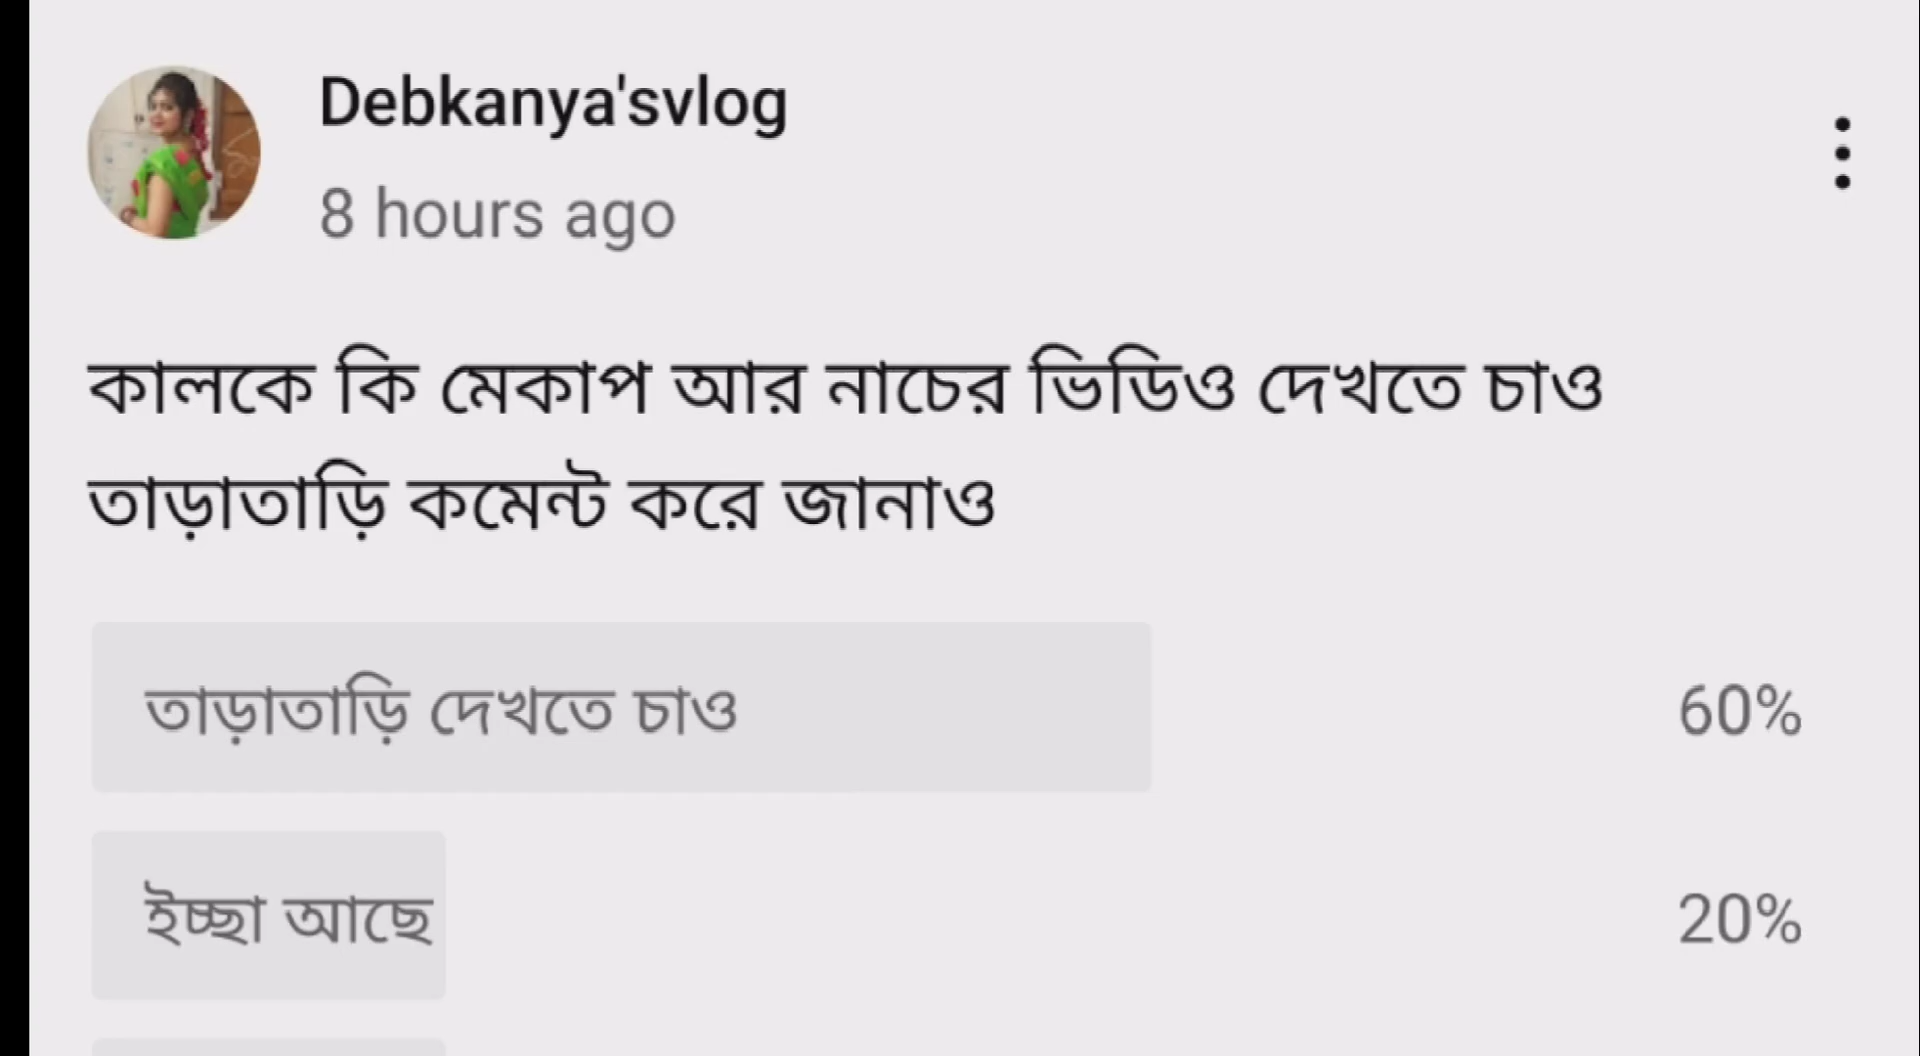 Debkanya'svlog
8 hours ago
কালকে কি মেকাপ আর নাচের ভিডিও দেখতে চাও
তাড়াতাড়ি কমেন্ট করে জানাও
তাড়াতাড়ি দেখতে চাও 60%
ইচ্ছা আছে 20%